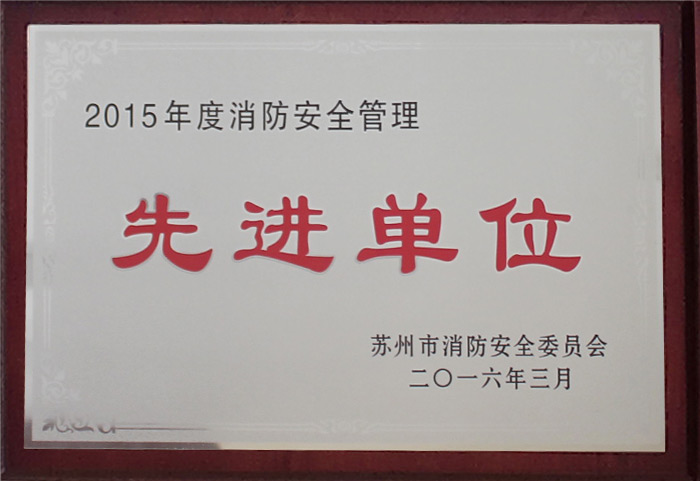 2015年度消防安全管理
先进单位
苏州市消防安全委员会
二〇一六年三月